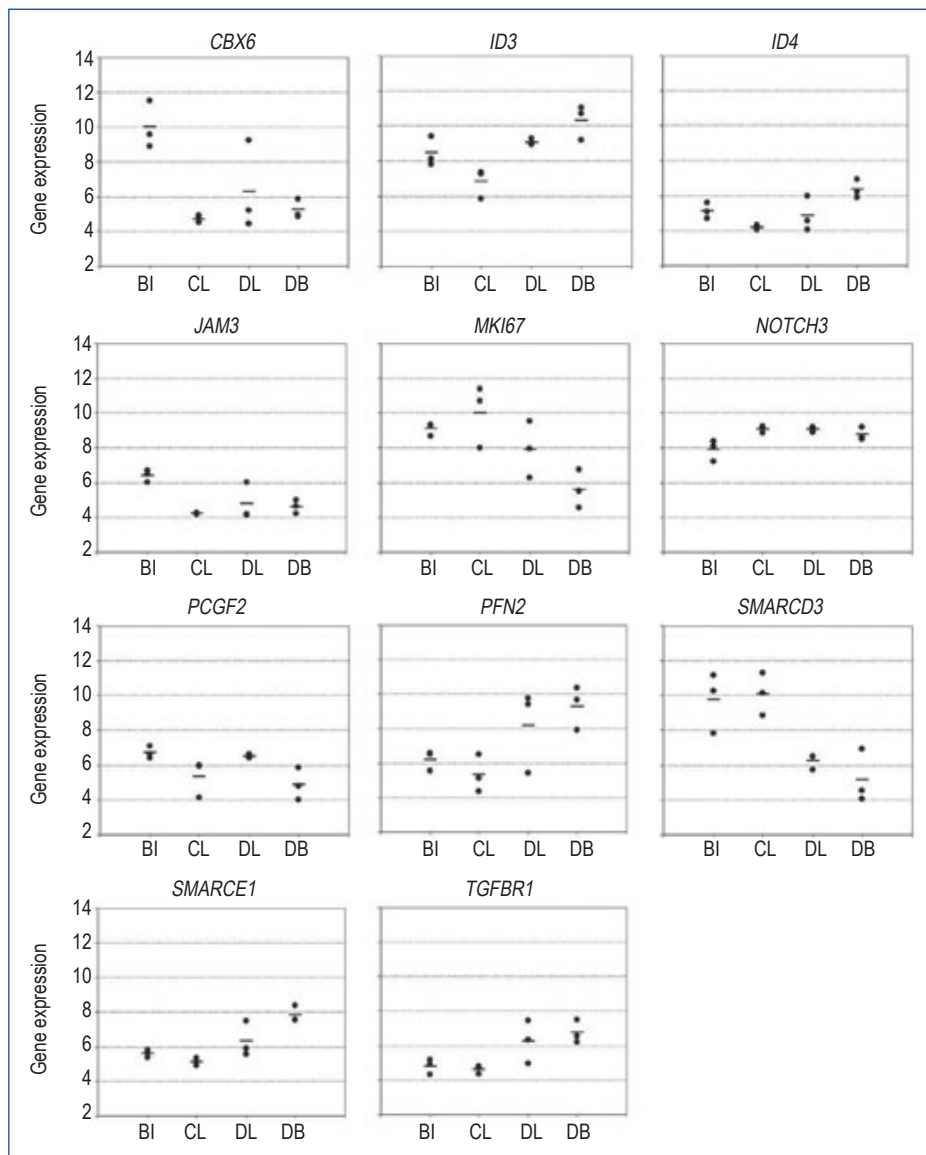 CBX6 ID3 ID4
Gene expression
14
12
10
8
6
4
2
BI CL DL DB BI CL DL DB BI CL DL DB
JAM3 MKI67 NOTCH3
Gene expression
14
12
10
8
6
4
2
BI CL DL DB BI CL DL DB BI CL DL DB
PCGF2 PFN2 SMARCD3
Gene expression
14
12
10
8
6
4
2
BI CL DL DB BI CL DL DB BI CL DL DB
SMARCE1 TGFBR1
Gene expression
14
12
10
8
6
4
2
BI CL DL DB BI CL DL DB